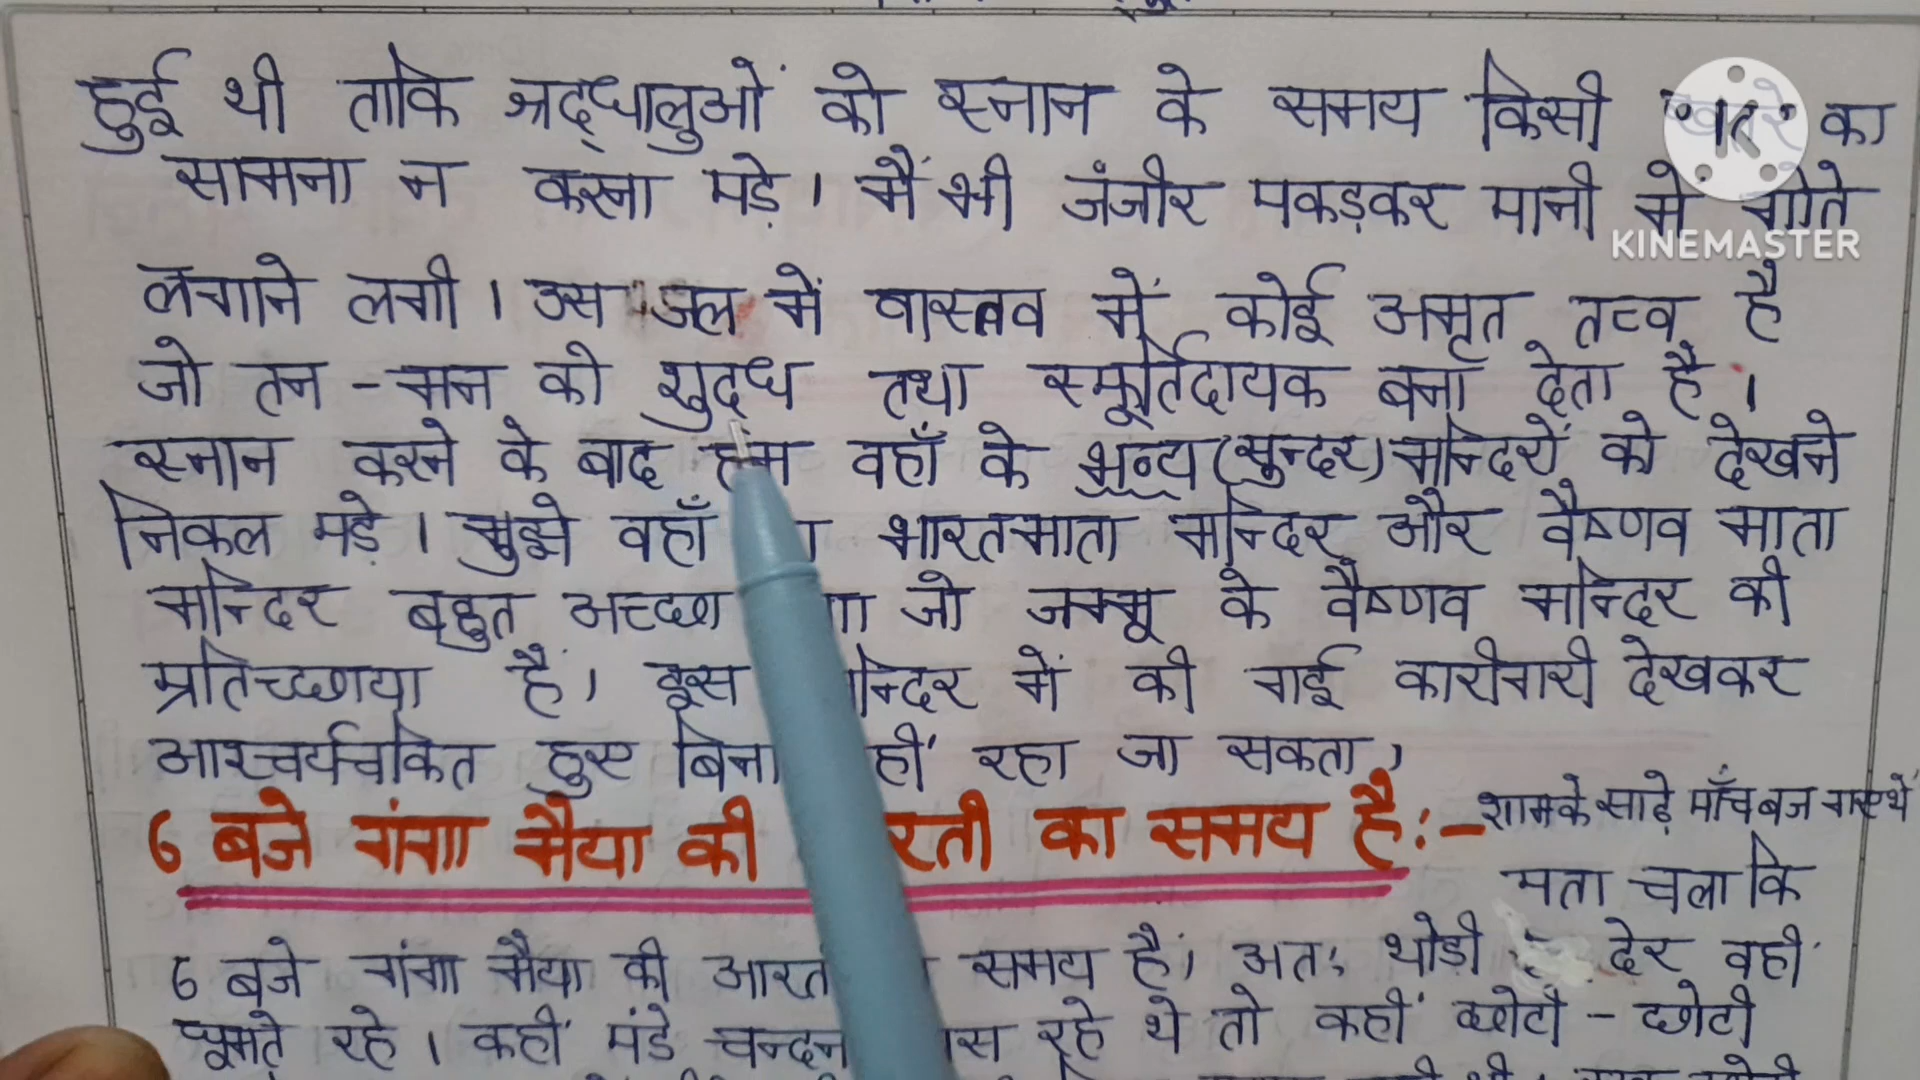 हुई थी ताकि श्रद्धालुओं को स्नान के समय किसी खतरे का
सामना न करना पड़े। मैं भी जंजीर पकड़कर पानी में गोते
KINEMASTER
लगाने लगी। उस जल में वास्तव में कोई अमृत तत्व है
जो तन-मन को शुद्ध तथा स्फूर्तिदायक बना देता है।
स्नान करने के बाद हम वहाँ के भव्य (सुन्दर) मन्दिरों को देखने
निकल पड़े। मुझे वहाँ भारतमाता मन्दिर और वैष्णव माता
मन्दिर बहुत अच्छा जो जम्मू के वैष्णव मन्दिर की
प्रतिच्छाया है। इस में की गई कारीगरी देखकर
आश्चर्यचकित हुए बिना रहा जा सकता।
6 बजे गंगा मैया की का समय है:- शाम के साढ़े पाँच बज गए थे
पता चला कि
6 बजे गंगा मैया की समय है। अतः थोड़ी देर वहीं
घूमते रहे। कहीं पंडे चन्दन रहे थे तो कहीं छोटी-छोटी